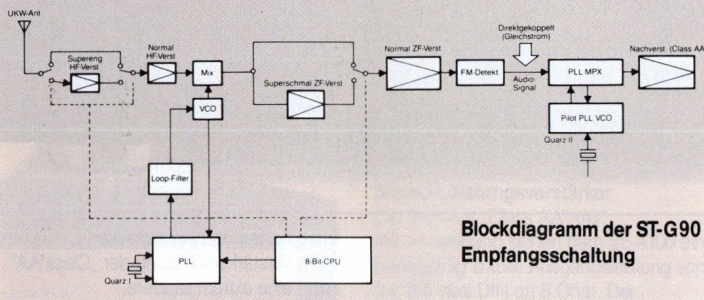 UKW-Ant
Supereng
HF-Verst
Normal
HF-Verst
Mix
VCO
Superschmal ZF-Verst
Normal ZF-Verst
FM-Detekt
Direktgekoppelt
(Gleichstrom)
Audio-
Signal
PLL MPX
Nachverst. (Class AA
Pilot PLL VCO
Quarz II
Loop-Filter
PLL
Quarz I
8-Bit-CPU
Blockdiagramm der ST-G90
Empfangsschaltung